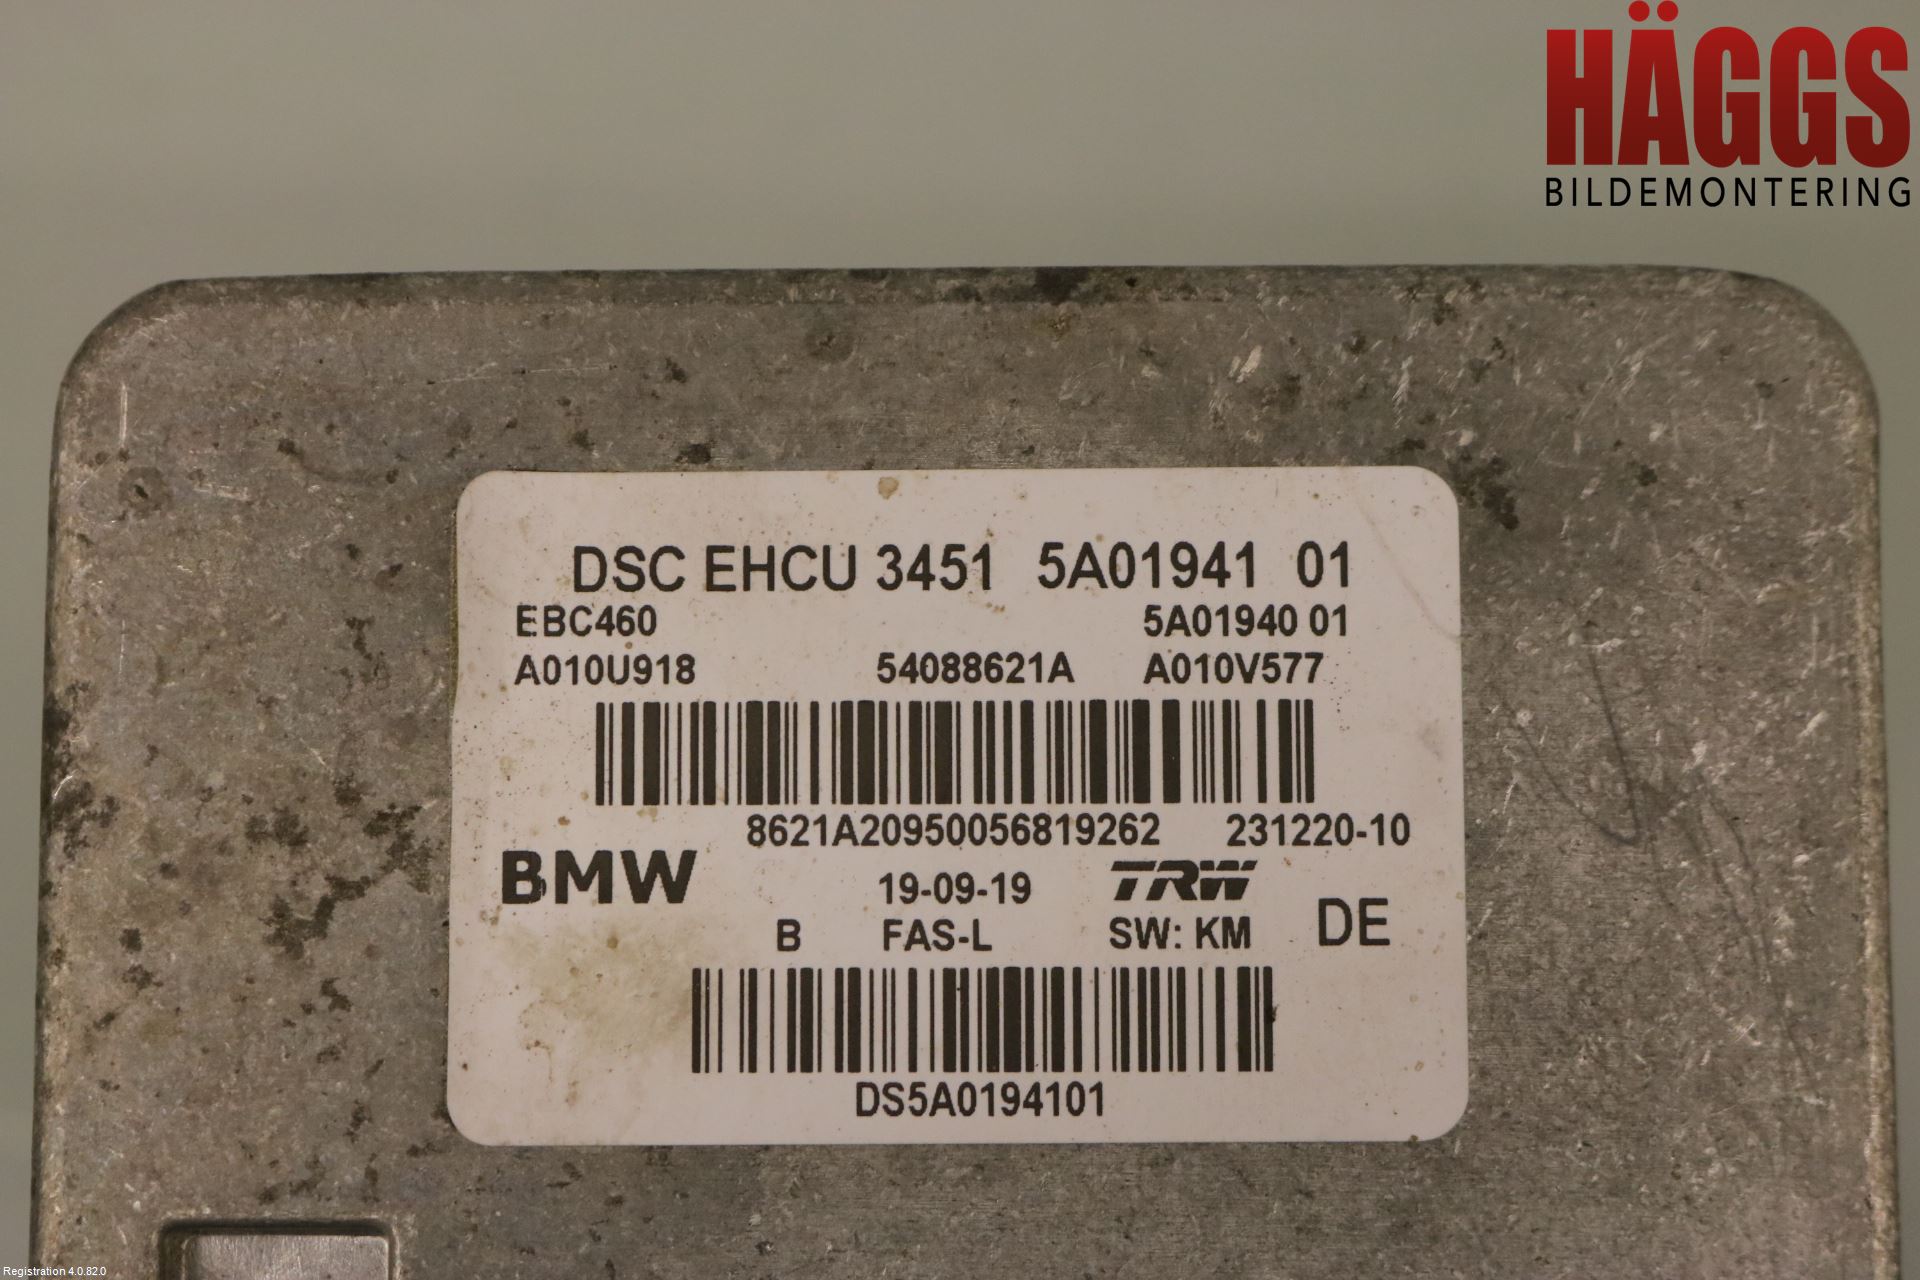 HÄGGS
BILDEMONTERING
DSC EHCU 3451 5A01941 01
EBC460 5A01940 01
A010U918 54088621A A010V577
8621A20950056819262 231220-10
BMW 19-09-19 TRW
B FAS-L SW: KM DE
DS5A0194101
Registration 4.0.82.0